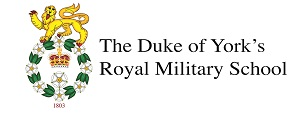 The Duke of York's
Royal Military School
1803